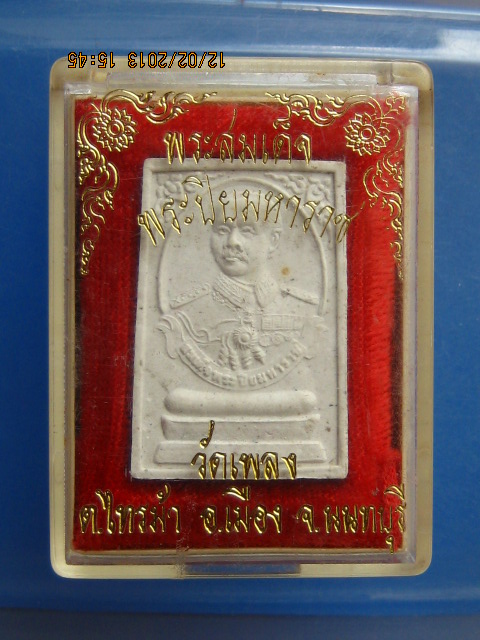 12/02/2013 15:45
พระสมเด็จ
พระปิยมหาราช
วัดเพลง
ต.ไทรม้า อ.เมือง จ.นนทบุรี